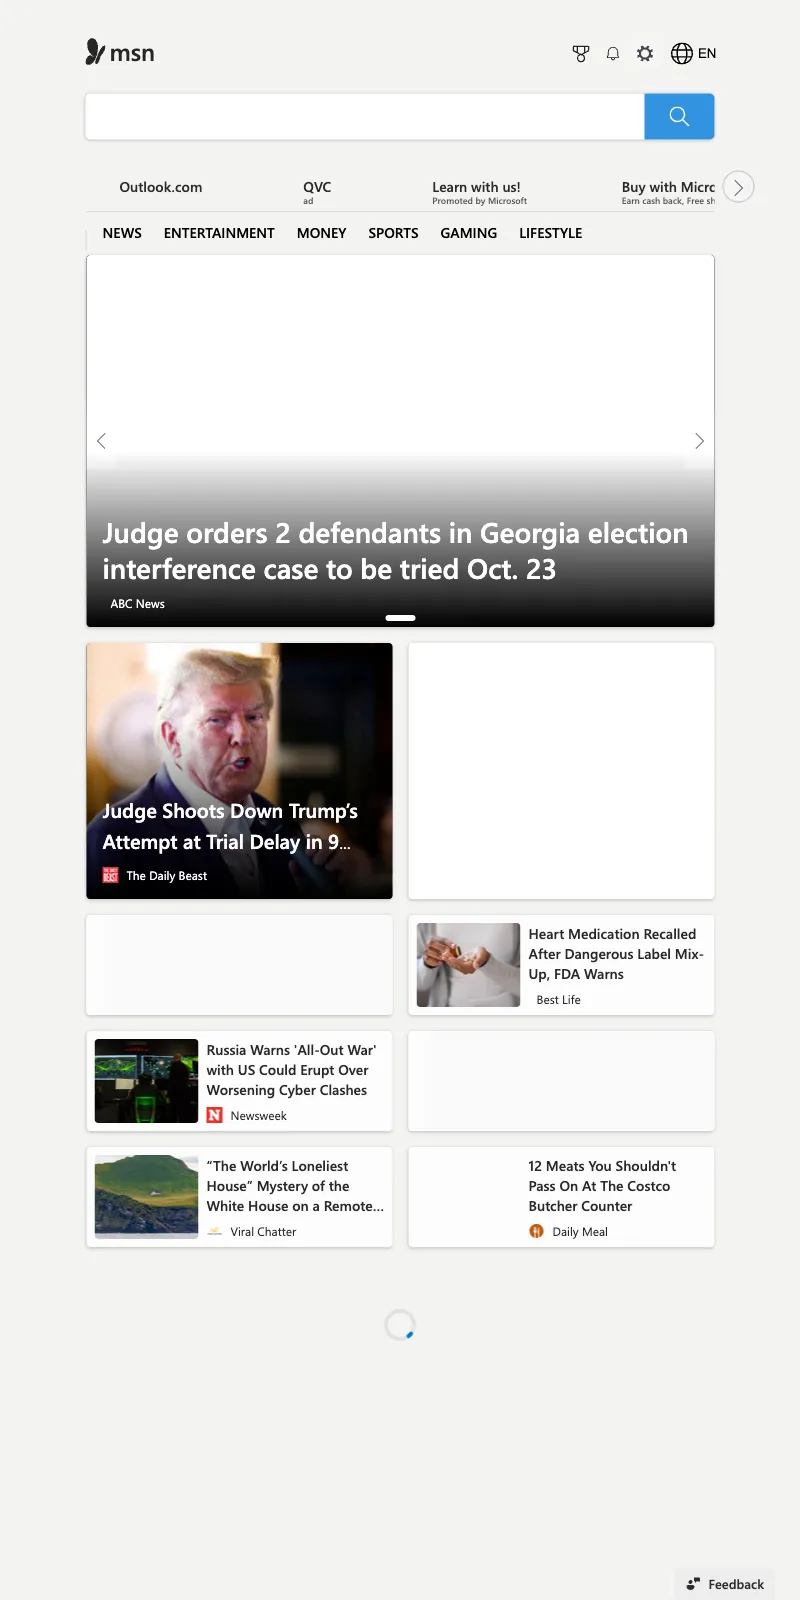 msn
EN
Outlook.com
QVC
ad
Learn with us!
Promoted by Microsoft
Buy with Micro
Earn cash back, Free sh
NEWS ENTERTAINMENT MONEY SPORTS GAMING LIFESTYLE
Judge orders 2 defendants in Georgia election
interference case to be tried Oct. 23
ABC News
Judge Shoots Down Trump’s
Attempt at Trial Delay in 9...
THE DAILY BEAST
The Daily Beast
Heart Medication Recalled
After Dangerous Label Mix-
Up, FDA Warns
Best Life
Russia Warns 'All-Out War'
with US Could Erupt Over
Worsening Cyber Clashes
N Newsweek
“The World’s Loneliest
House” Mystery of the
White House on a Remote...
Viral Chatter
12 Meats You Shouldn't
Pass On At The Costco
Butcher Counter
Daily Meal
Feedback